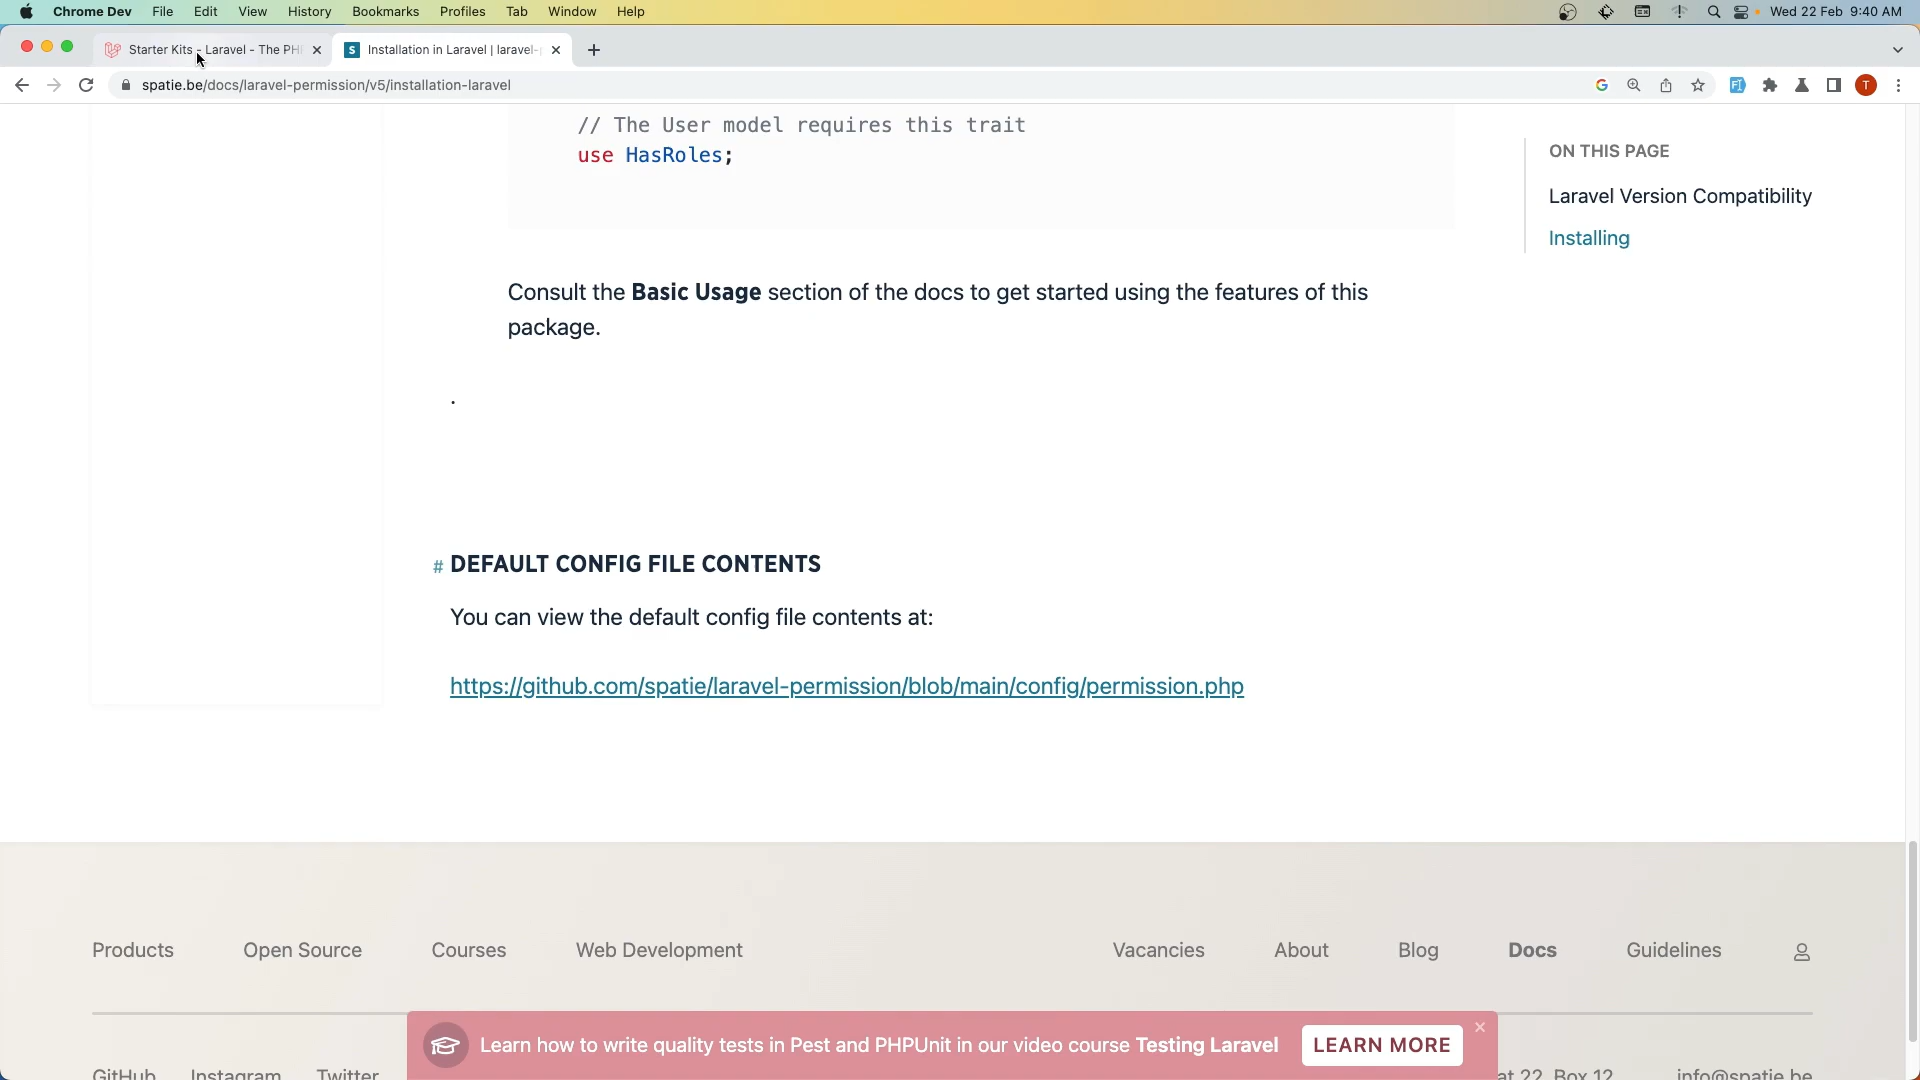 Chrome Dev File Edit View History Bookmarks Profiles Tab Window Help Wed 22 Feb 9:40 AM
Starter Kits - Laravel - The PH Installation in Laravel | laravel-
spatie.be/docs/laravel-permission/v5/installation-laravel T
// The User model requires this trait
use HasRoles;
ON THIS PAGE
Laravel Version Compatibility
Installing
Consult the Basic Usage section of the docs to get started using the features of this
package.
.
# DEFAULT CONFIG FILE CONTENTS
You can view the default config file contents at:
https://github.com/spatie/laravel-permission/blob/main/config/permission.php
Products Open Source Courses Web Development Vacancies About Blog Docs Guidelines
Learn how to write quality tests in Pest and PHPUnit in our video course Testing Laravel LEARN MORE
GitHub Instagram Twitter at 22, Box 12 info@spatie.be